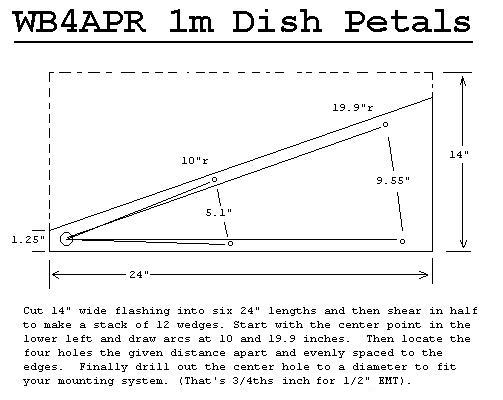 WB4APR 1m Dish Petals
19.9"r
10"r
14"
9.55"
5.1"
1.25"
24"
Cut 14" wide flashing into six 24" lengths and then shear in half
to make a stack of 12 wedges. Start with the center point in the
lower left and draw arcs at 10 and 19.9 inches. Then locate the
four holes the given distance apart and evenly spaced to the
edges. Finally drill out the center hole to a diameter to fit
your mounting system. (That's 3/4ths inch for 1/2" EMT).